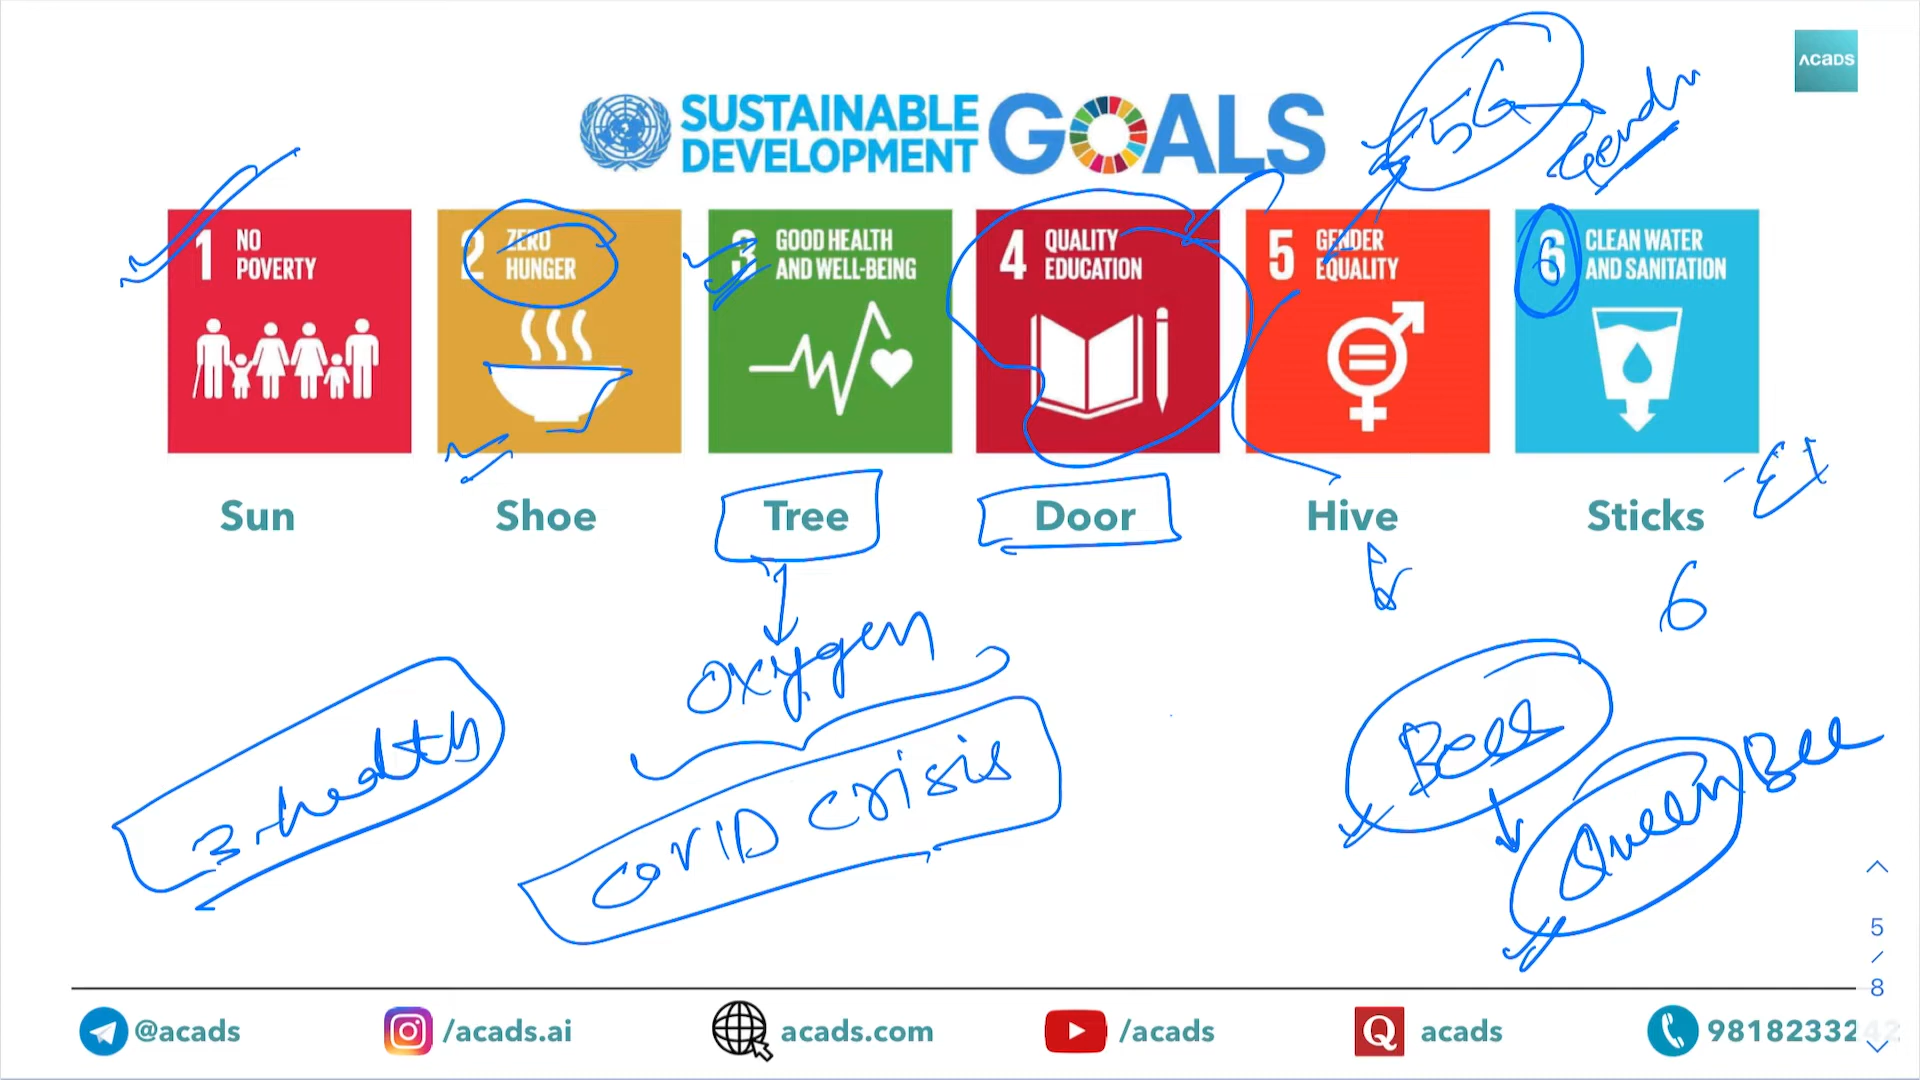 ACADS
SUSTAINABLE
DEVELOPMENT
GOALS
5G
Gender
1 NO
POVERTY
2 ZERO
HUNGER
3 GOOD HEALTH
AND WELL-BEING
4 QUALITY
EDUCATION
5 GENDER
EQUALITY
6 CLEAN WATER
AND SANITATION
Sun
Shoe
Tree
Door
Hive
Sticks
6
6
oxygen
3-health
COVID crisis
Bees
Queen Bee
5
/
8
@acads
/acads.ai
acads.com
/acads
acads
9818233242